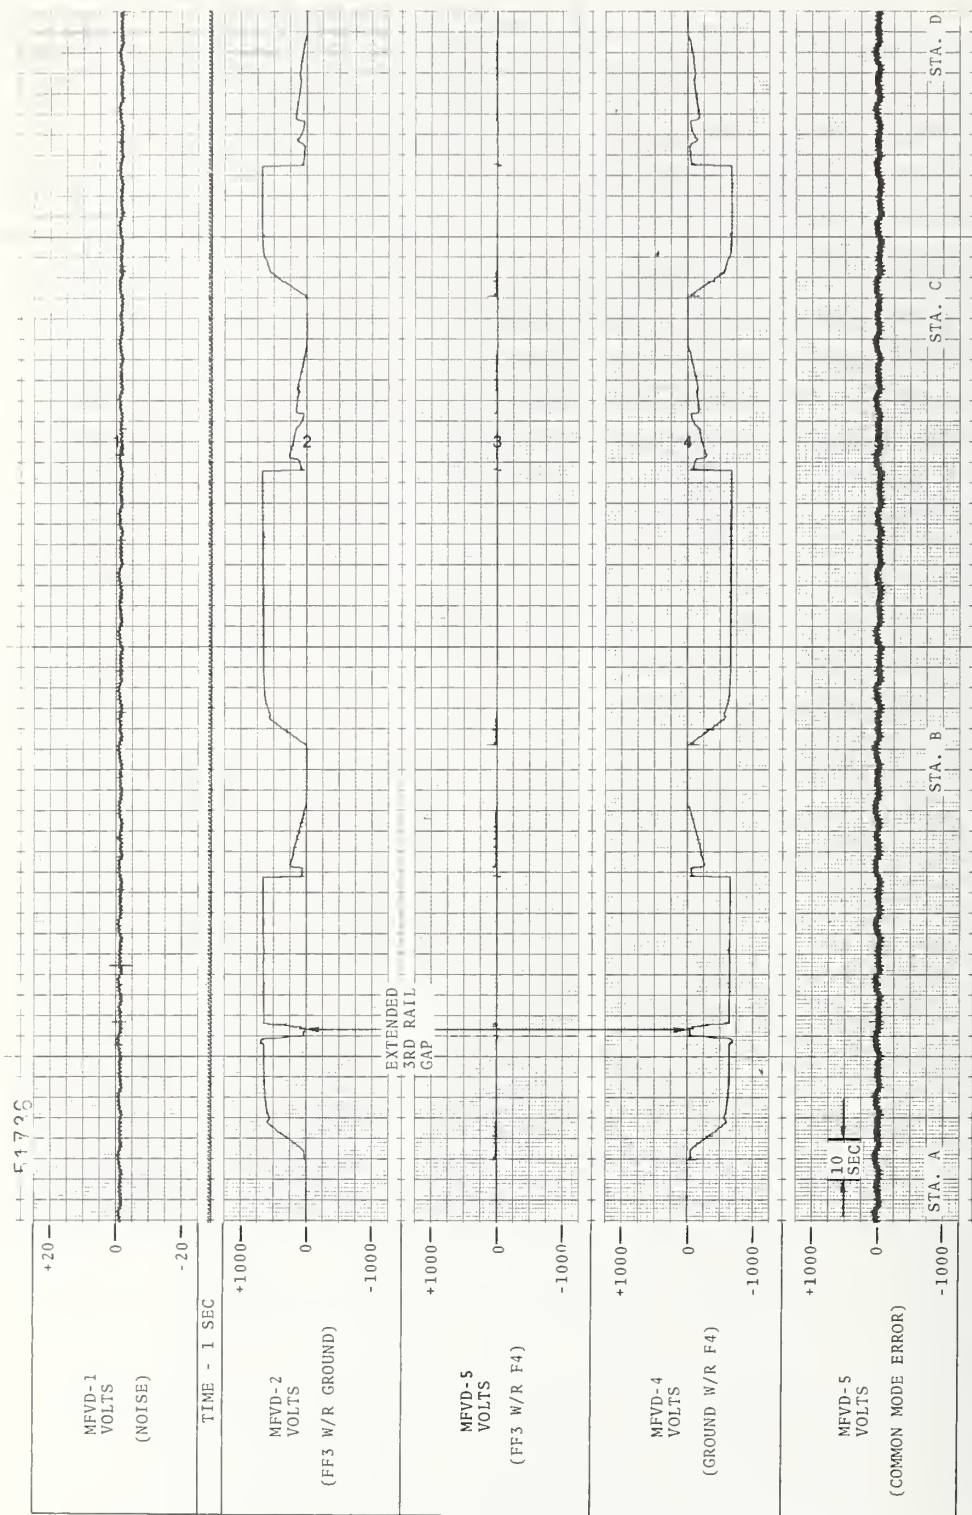 +20
0
-20
MFVD-1
VOLTS
(NOISE)
TIME - 1 SEC
+1000
0
-1000
MFVD-2
VOLTS
(FF3 W/R GROUND)
2
+1000
0
-1000
MFVD-5
VOLTS
(FF3 W/R F4)
3
EXTENDED
3RD RAIL
GAP
+1000
0
-1000
MFVD-4
VOLTS
(GROUND W/R F4)
4
+1000
0
-1000
MFVD-5
VOLTS
(COMMON MODE ERROR)
10
SEC
STA. A
STA. B
STA. C
STA. D